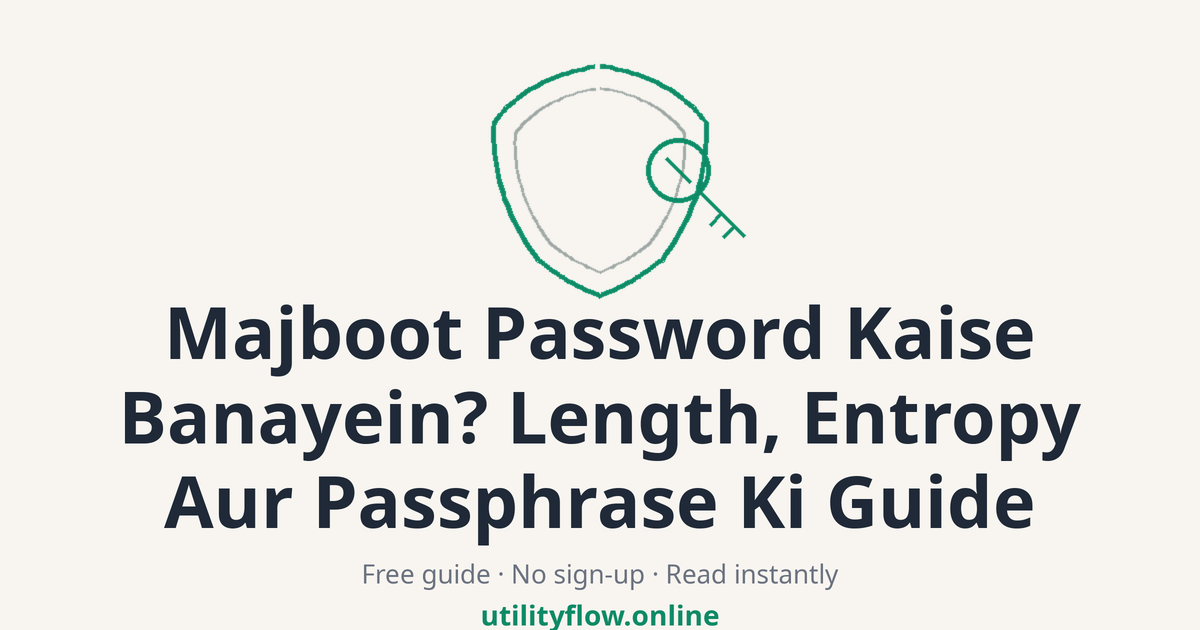 Majboot Password Kaise
Banayein? Length, Entropy
Aur Passphrase Ki Guide
Free guide · No sign-up · Read instantly
utilityflow.online